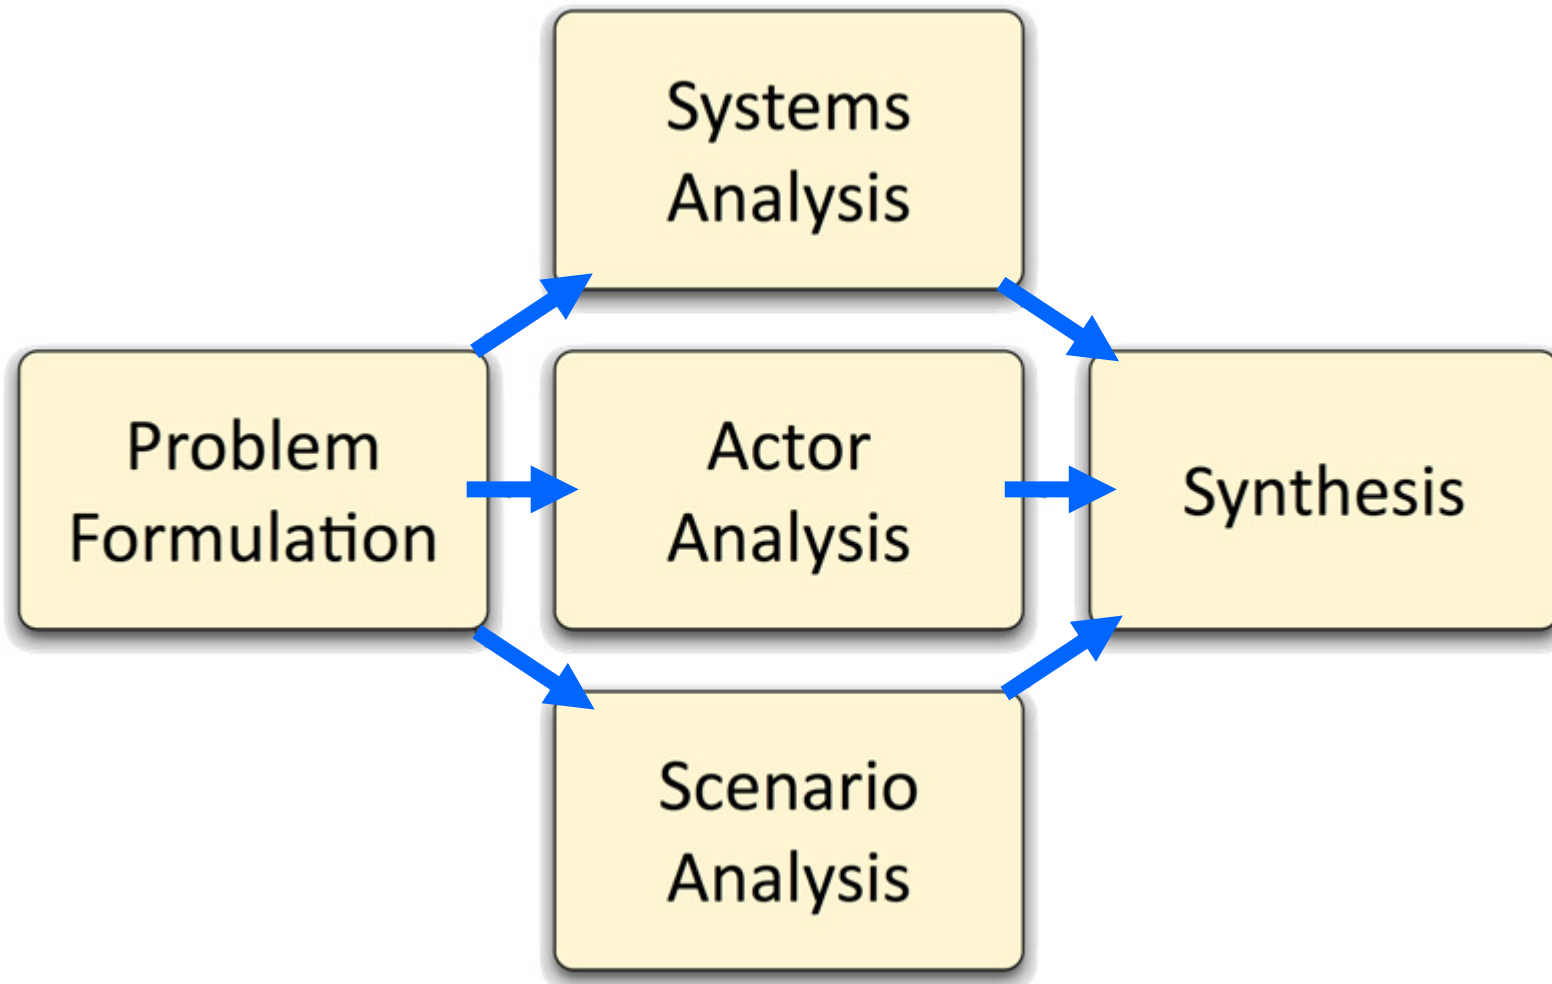 Systems
Analysis
Problem
Formulation
Actor
Analysis
Synthesis
Scenario
Analysis